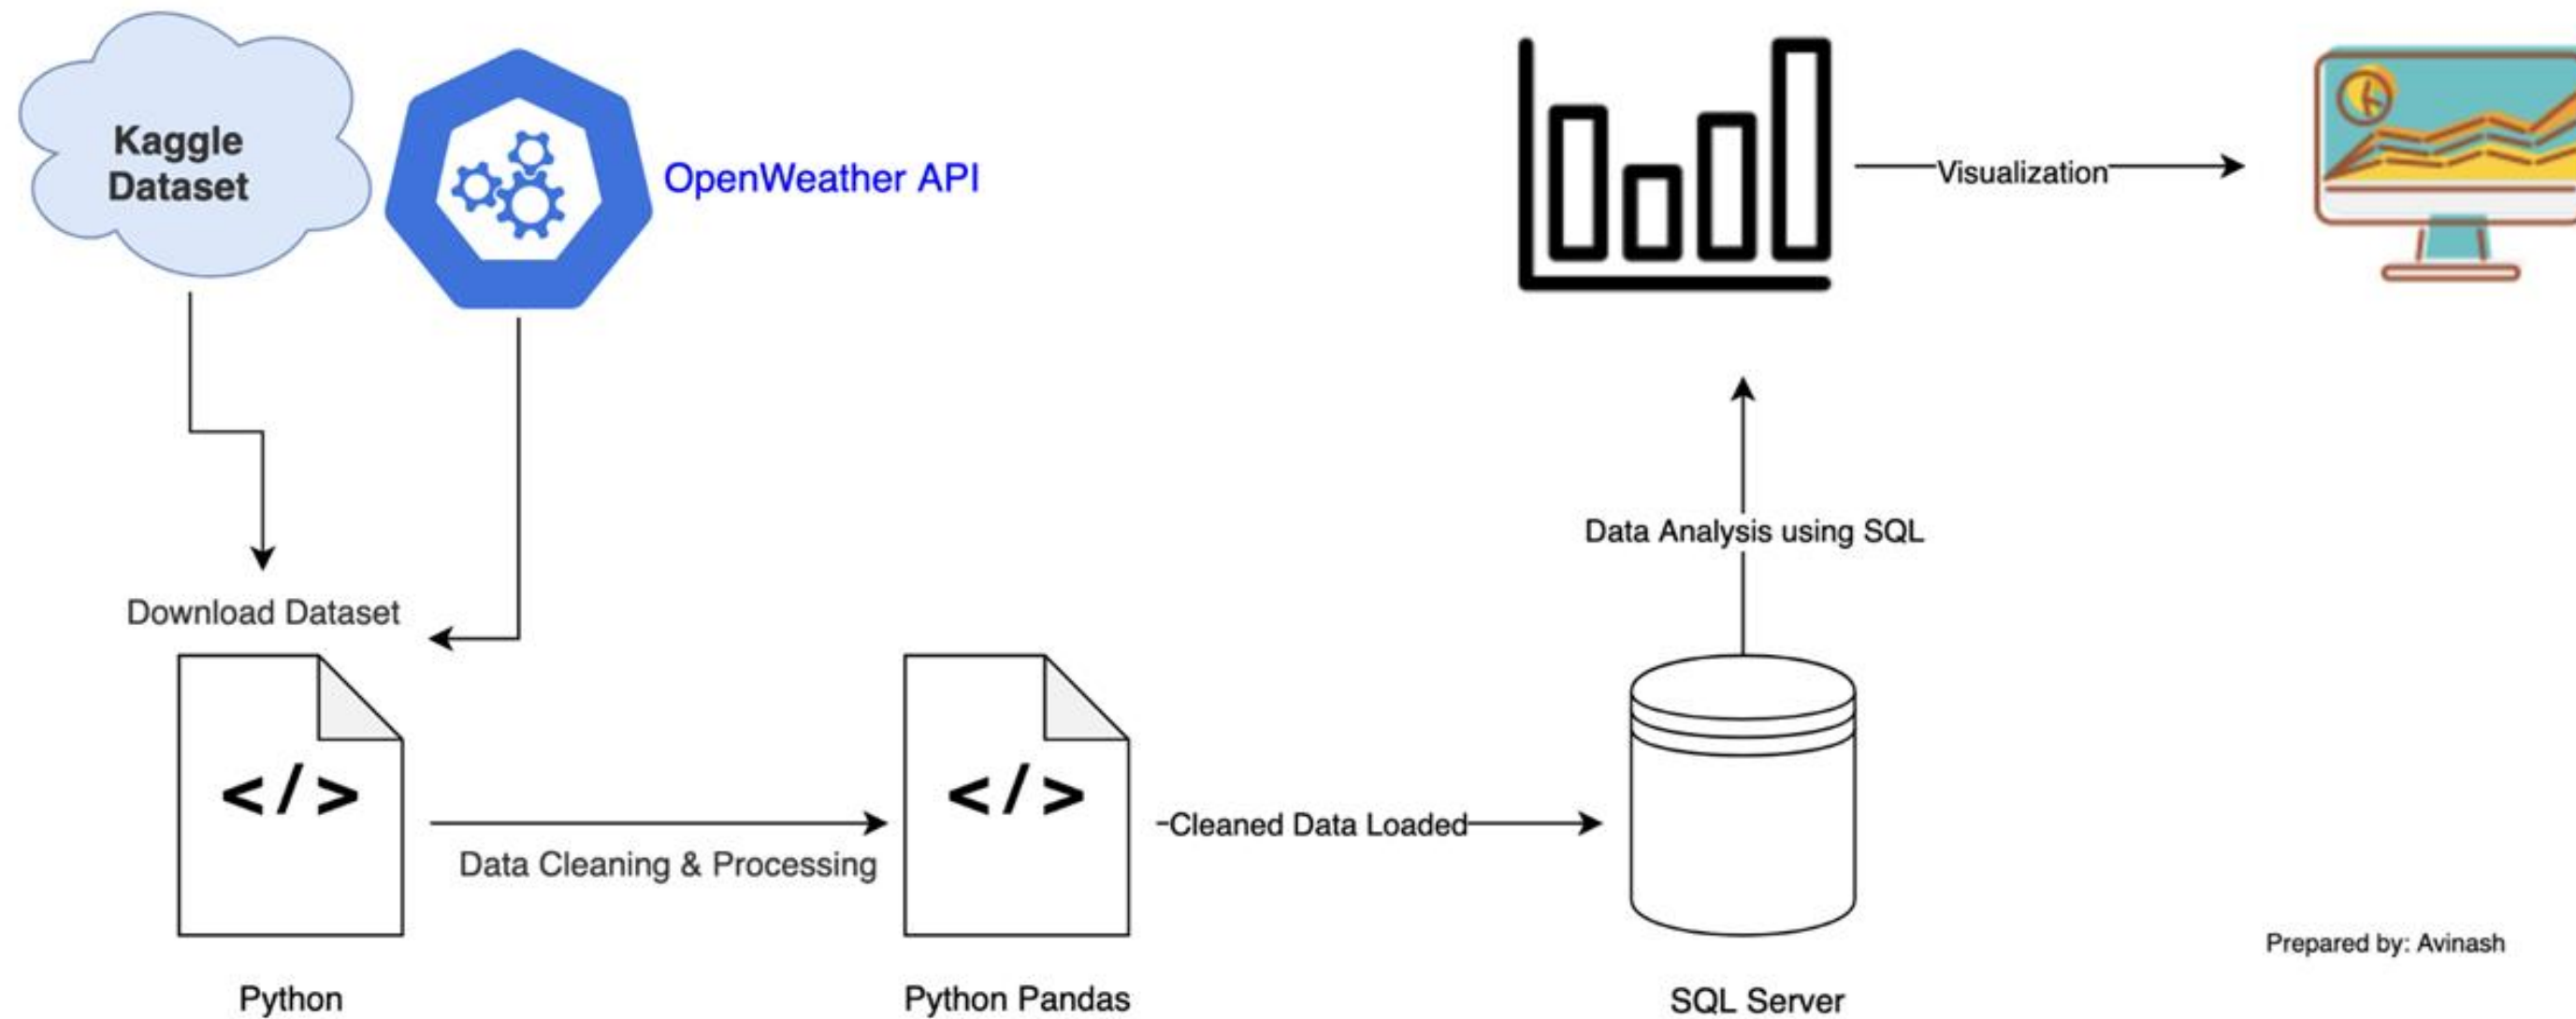 Kaggle
Dataset
OpenWeather API
Visualization
Data Analysis using SQL
Download Dataset
</>
</>
Cleaned Data Loaded
Data Cleaning & Processing
Prepared by: Avinash
Python
Python Pandas
SQL Server